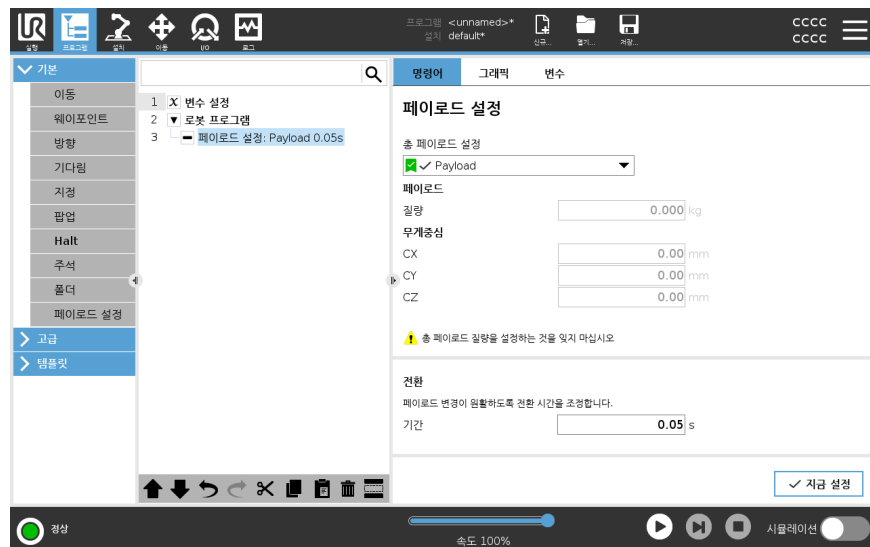 UR
실행
프로그램
설치
이동
I/O
로그
프로그램 <unnamed>*
설치 default*
신규...
열기...
저장...
cccc
cccc
기본
이동
웨이포인트
방향
기다림
지정
팝업
Halt
주석
폴더
페이로드 설정
고급
템플릿
1 X 변수 설정
2 로봇 프로그램
3 페이로드 설정: Payload 0.05s
명령어 그래픽 변수
페이로드 설정
총 페이로드 설정
Payload
페이로드
질량 0.000 kg
무게중심
CX 0.00 mm
CY 0.00 mm
CZ 0.00 mm
총 페이로드 질량을 설정하는 것을 잊지 마십시오
전환
페이로드 변경이 원활하도록 전환 시간을 조정합니다.
기간 0.05 s
지금 설정
정상
속도 100%
시뮬레이션